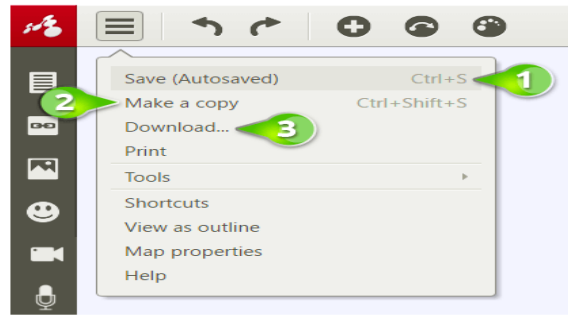 Save (Autosaved) Ctrl+S 1
2 Make a copy Ctrl+Shift+S
Download... 3
Print
Tools
Shortcuts
View as outline
Map properties
Help